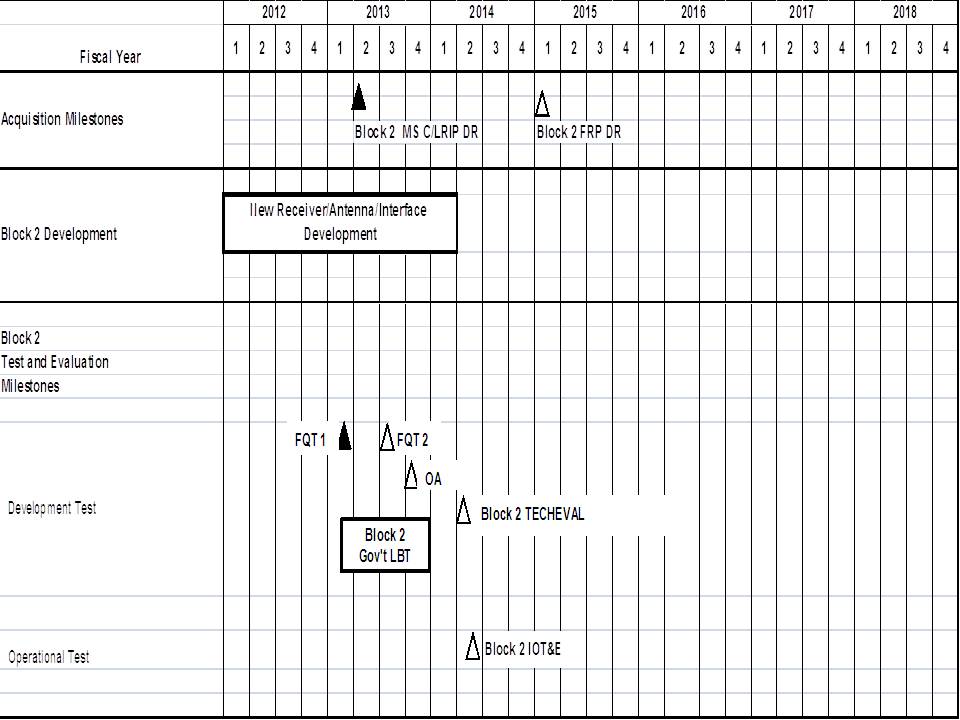 2012 2013 2014 2015 2016 2017 2018
Fiscal Year 1 2 3 4 1 2 3 4 1 2 3 4 1 2 3 4 1 2 3 4 1 2 3 4 1 2 3 4
Acquisition Milestones
Block 2 MS C/LRIP DR Block 2 FRP DR
IIew Receiver/Antenna/Interface
Development
Block 2 Development
Block 2
Test and Evaluation
Milestones
FQT 1 FQT 2
OA
Development Test
Block 2 TECHEVAL
Block 2
Gov't LBT
Block 2 IOT&E
Operational Test